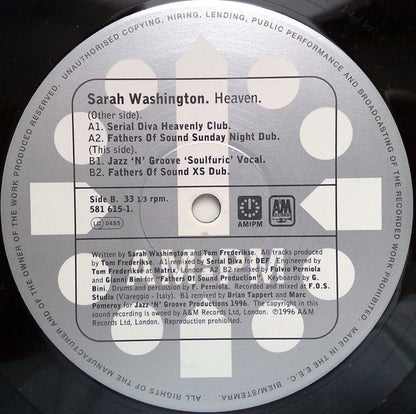 UNAUTHORISED COPYING, HIRING, LENDING, PUBLIC PERFORMANCE AND BROADCASTING OF THE RECORD WORK PROHIBITED. MADE IN THE E.E.C. BIEM/STEMRA. ALL RIGHTS OF THE MANUFACTURER AND OF THE OWNER OF THE WORK PRODUCED RESERVED.
Sarah Washington. Heaven.
(Other side).
A1. Serial Diva Heavenly Club.
A2. Fathers Of Sound Sunday Night Dub.
(This side).
B1. Jazz 'N' Groove 'Soulfuric' Vocal.
B2. Fathers Of Sound XS Dub.
Side B. 33 1/3 rpm.
581 615-1.
LC 0485
AM:PM
A&M
Written by Sarah Washington and Tom Frederikse. All tracks produced
by Tom Frederikse. A1 mixed by Serial Diva for DEF. Engineered by
Tom Frederikse at Matrix, London. A2 B2 remixed by Fulvio Perniola
and Gianni Bini for "Fathers Of Sound Production". Keyboards by G.
Bini. Drums and percussion by F. Perniola. Recorded and mixed at F.O.S.
Studio (Viareggio - Italy). B1 remixed by Brian Tappert and Marc
Pomeroy for Jazz 'N' Groove Productions 1996. The copyright in this
sound recording is owned by A&M Records Ltd, London. ℗1996 A&M
Records Ltd, London. Reproduction prohibited.